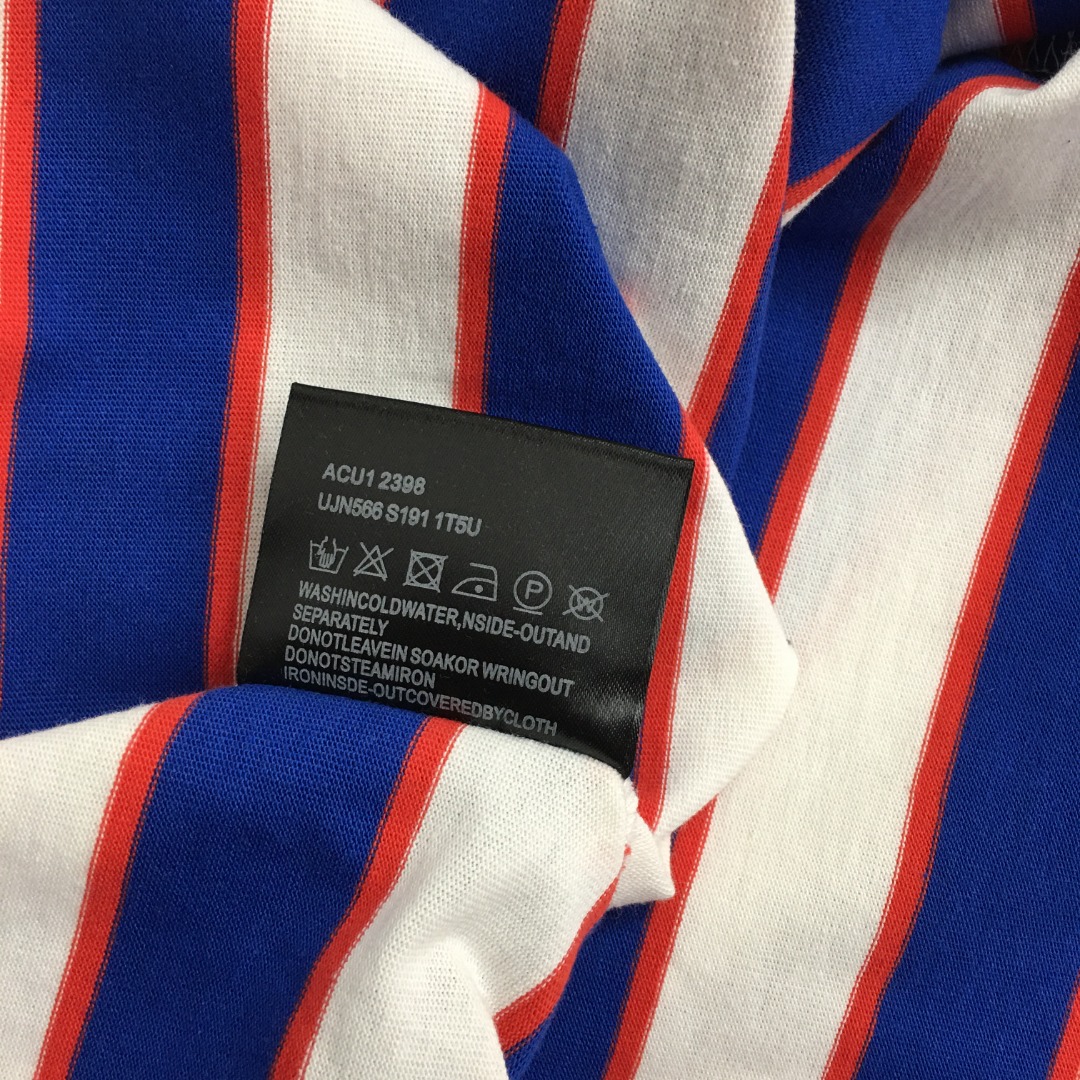 ACU1 2398
UJN566 S191 1T5U
P W
WASHINCOLDWATER,NSIDE-OUTAND
SEPARATELY
DONOTLEAVEIN SOAKOR WRINGOUT
DONOTSTEAMIRON
IRONINSDE-OUTCOVEREDBYCLOTH